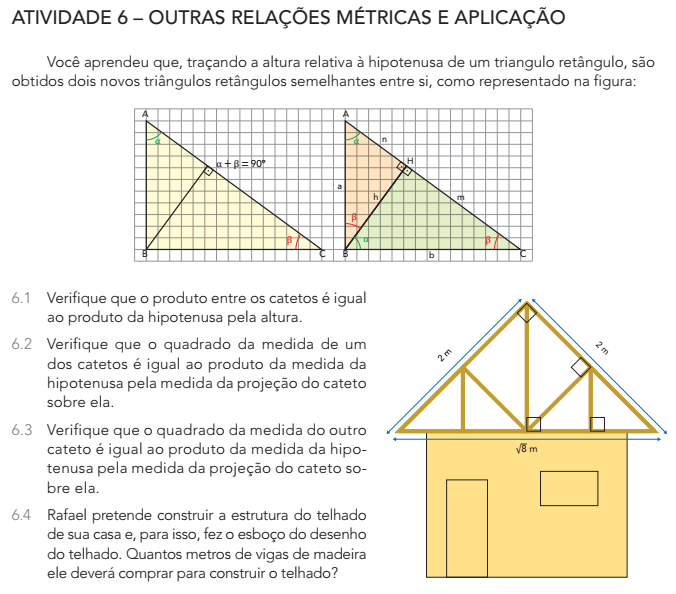 ATIVIDADE 6 – OUTRAS RELAÇÕES MÉTRICAS E APLICAÇÃO
Você aprendeu que, traçando a altura relativa à hipotenusa de um triangulo retângulo, são
obtidos dois novos triângulos retângulos semelhantes entre si, como representado na figura:
A
α
α + β = 90°
β
B
C
A
α
n
H
a
h
m
β
α
β
B
b
C
6.1 Verifique que o produto entre os catetos é igual
ao produto da hipotenusa pela altura.
6.2 Verifique que o quadrado da medida de um
dos catetos é igual ao produto da medida da
hipotenusa pela medida da projeção do cateto
sobre ela.
6.3 Verifique que o quadrado da medida do outro
cateto é igual ao produto da medida da hipo-
tenusa pela medida da projeção do cateto so-
bre ela.
6.4 Rafael pretende construir a estrutura do telhado
de sua casa e, para isso, fez o esboço do desenho
do telhado. Quantos metros de vigas de madeira
ele deverá comprar para construir o telhado?
2 m
2 m
√8 m